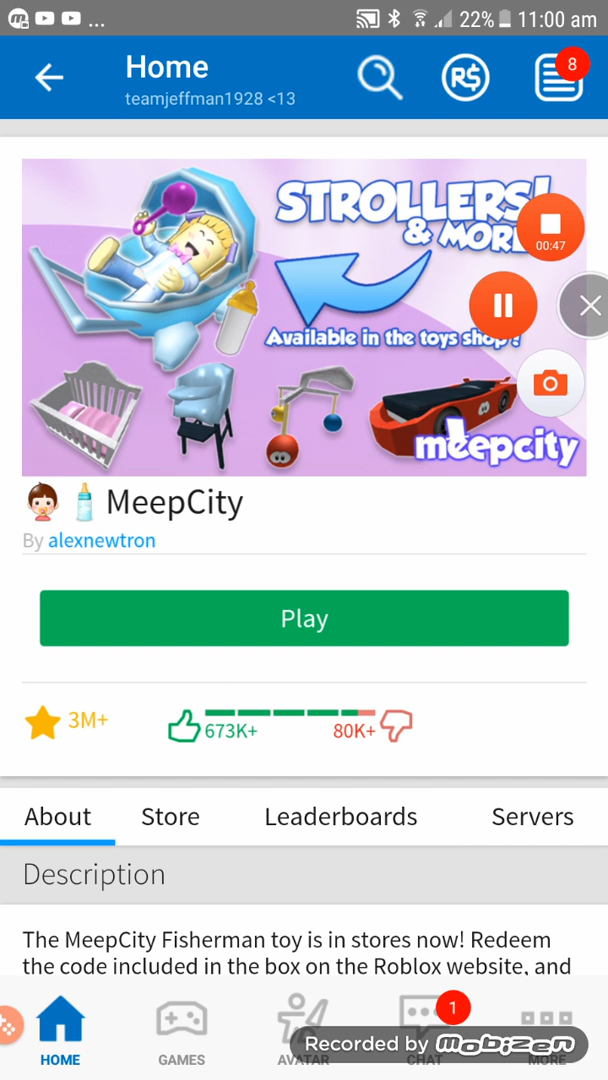 22% 11:00 am
Home
teamjeffman1928 <13
R$
8
STROLLERS!
& MORE
00:47
Available in the toys shop!
meepcity
MeepCity
By alexnewtron
Play
3M+
673K+
80K+
About Store Leaderboards Servers
Description
The MeepCity Fisherman toy is in stores now! Redeem
the code included in the box on the Roblox website, and
1
HOME GAMES AVATAR CHAT MORE
Recorded by mobizen